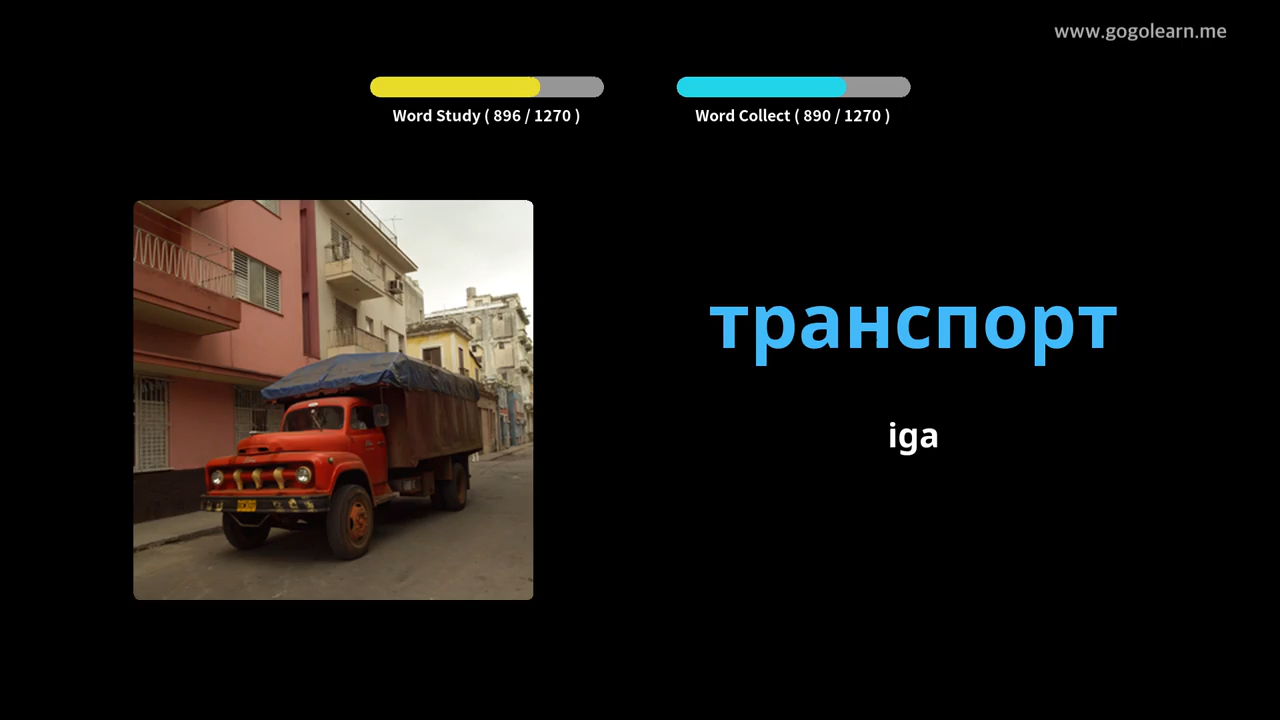 www.gogolearn.me
Word Study ( 896 / 1270 )
Word Collect ( 890 / 1270 )
транспорт
iga